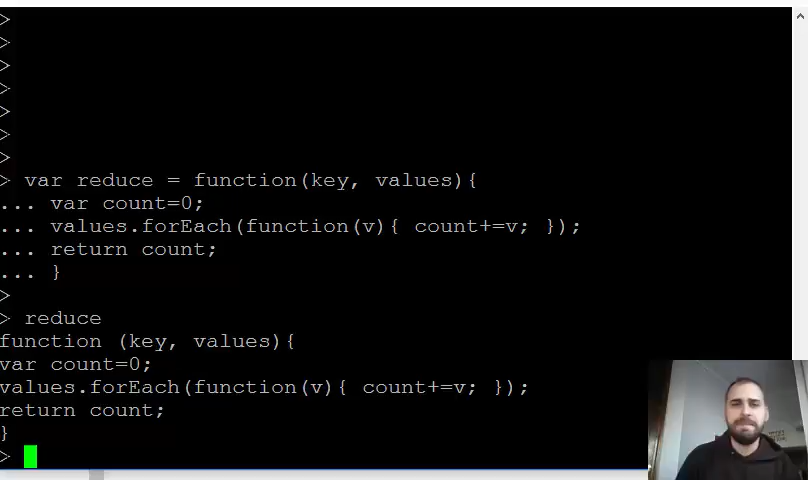 >
>
>
>
>
>
>
> var reduce = function(key, values){
... var count=0;
... values.forEach(function(v){ count+=v; });
... return count;
... }
>
> reduce
function (key, values){
var count=0;
values.forEach(function(v){ count+=v; });
return count;
}
>